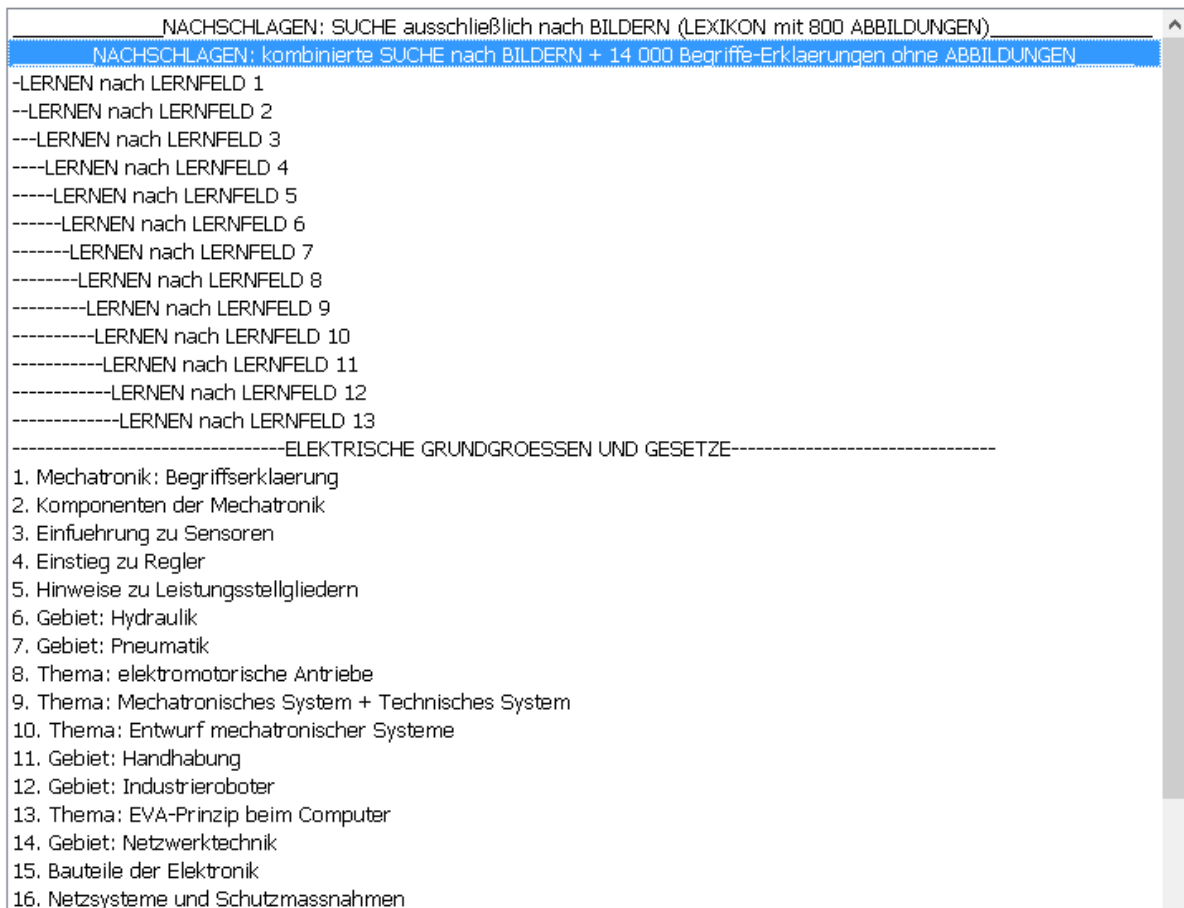 ______________NACHSCHLAGEN: SUCHE ausschließlich nach BILDERN (LEXIKON mit 800 ABBILDUNGEN)_______________
________NACHSCHLAGEN: kombinierte SUCHE nach BILDERN + 14 000 Begriffe-Erklaerungen ohne ABBILDUNGEN______
-LERNEN nach LERNFELD 1
--LERNEN nach LERNFELD 2
---LERNEN nach LERNFELD 3
----LERNEN nach LERNFELD 4
-----LERNEN nach LERNFELD 5
------LERNEN nach LERNFELD 6
-------LERNEN nach LERNFELD 7
--------LERNEN nach LERNFELD 8
---------LERNEN nach LERNFELD 9
----------LERNEN nach LERNFELD 10
-----------LERNEN nach LERNFELD 11
------------LERNEN nach LERNFELD 12
-------------LERNEN nach LERNFELD 13
---------------------------------ELEKTRISCHE GRUNDGROESSEN UND GESETZE--------------------------------
1. Mechatronik: Begriffserklaerung
2. Komponenten der Mechatronik
3. Einfuehrung zu Sensoren
4. Einstieg zu Regler
5. Hinweise zu Leistungsstellgliedern
6. Gebiet: Hydraulik
7. Gebiet: Pneumatik
8. Thema: elektromotorische Antriebe
9. Thema: Mechatronisches System + Technisches System
10. Thema: Entwurf mechatronischer Systeme
11. Gebiet: Handhabung
12. Gebiet: Industrieroboter
13. Thema: EVA-Prinzip beim Computer
14. Gebiet: Netzwerktechnik
15. Bauteile der Elektronik
16. Netzsysteme und Schutzmassnahmen